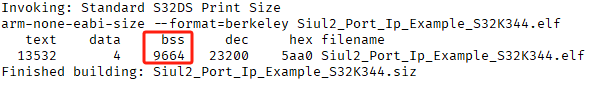 Invoking: Standard S32DS Print Size
arm-none-eabi-size --format=berkeley Siul2_Port_Ip_Example_S32K344.elf
text data bss dec hex filename
13532 4 9664 23200 5aa0 Siul2_Port_Ip_Example_S32K344.elf
Finished building: Siul2_Port_Ip_Example_S32K344.siz